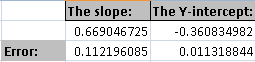 The slope: The Y-intercept:
0.669046725 -0.360834982
Error: 0.112196085 0.011318844